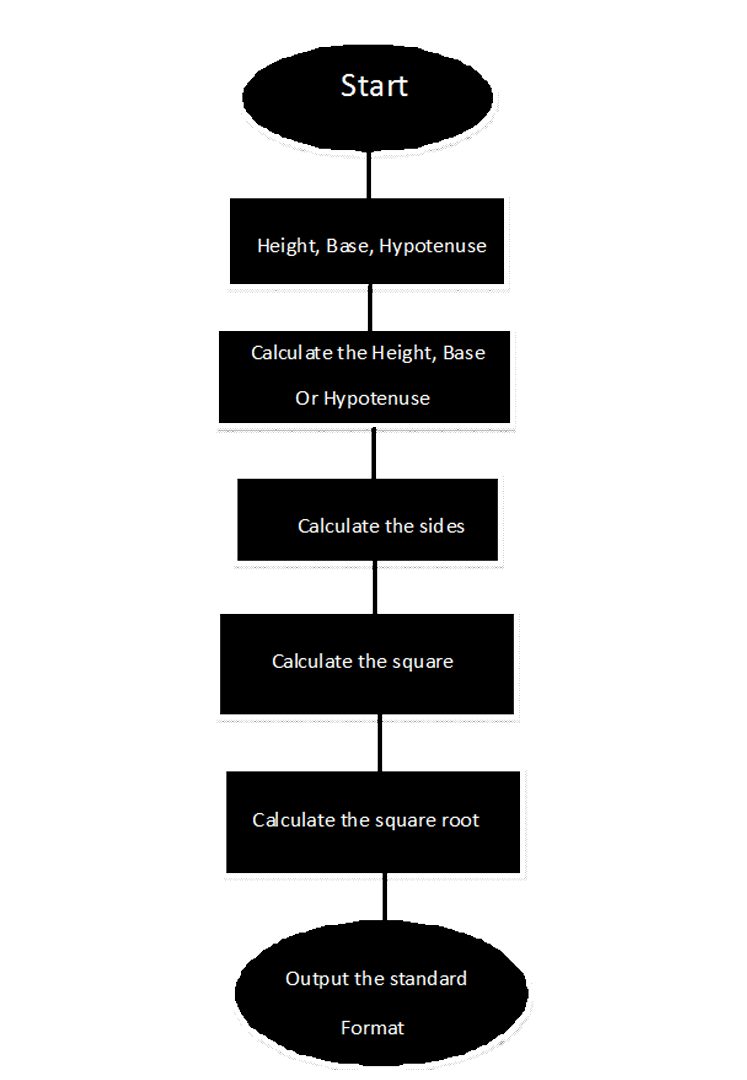 Start
Height, Base, Hypotenuse
Calculate the Height, Base
Or Hypotenuse
Calculate the sides
Calculate the square
Calculate the square root
Output the standard
Format